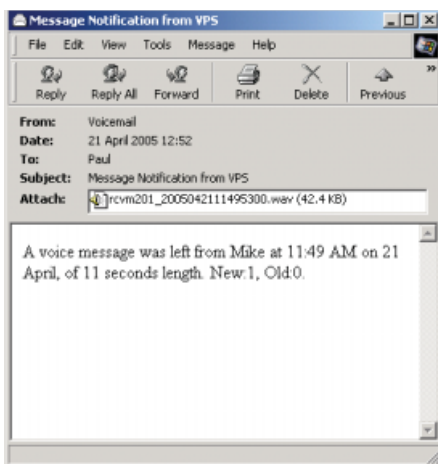 Message Notification from VPS
File Edit View Tools Message Help
Reply Reply All Forward Print Delete Previous »
From: Voicemail
Date: 21 April 2005 12:52
To: Paul
Subject: Message Notification from VPS
Attach: rcvm201_2005042111495300.wav (42.4 KB)
A voice message was left from Mike at 11:49 AM on 21
April, of 11 seconds length. New:1, Old:0.